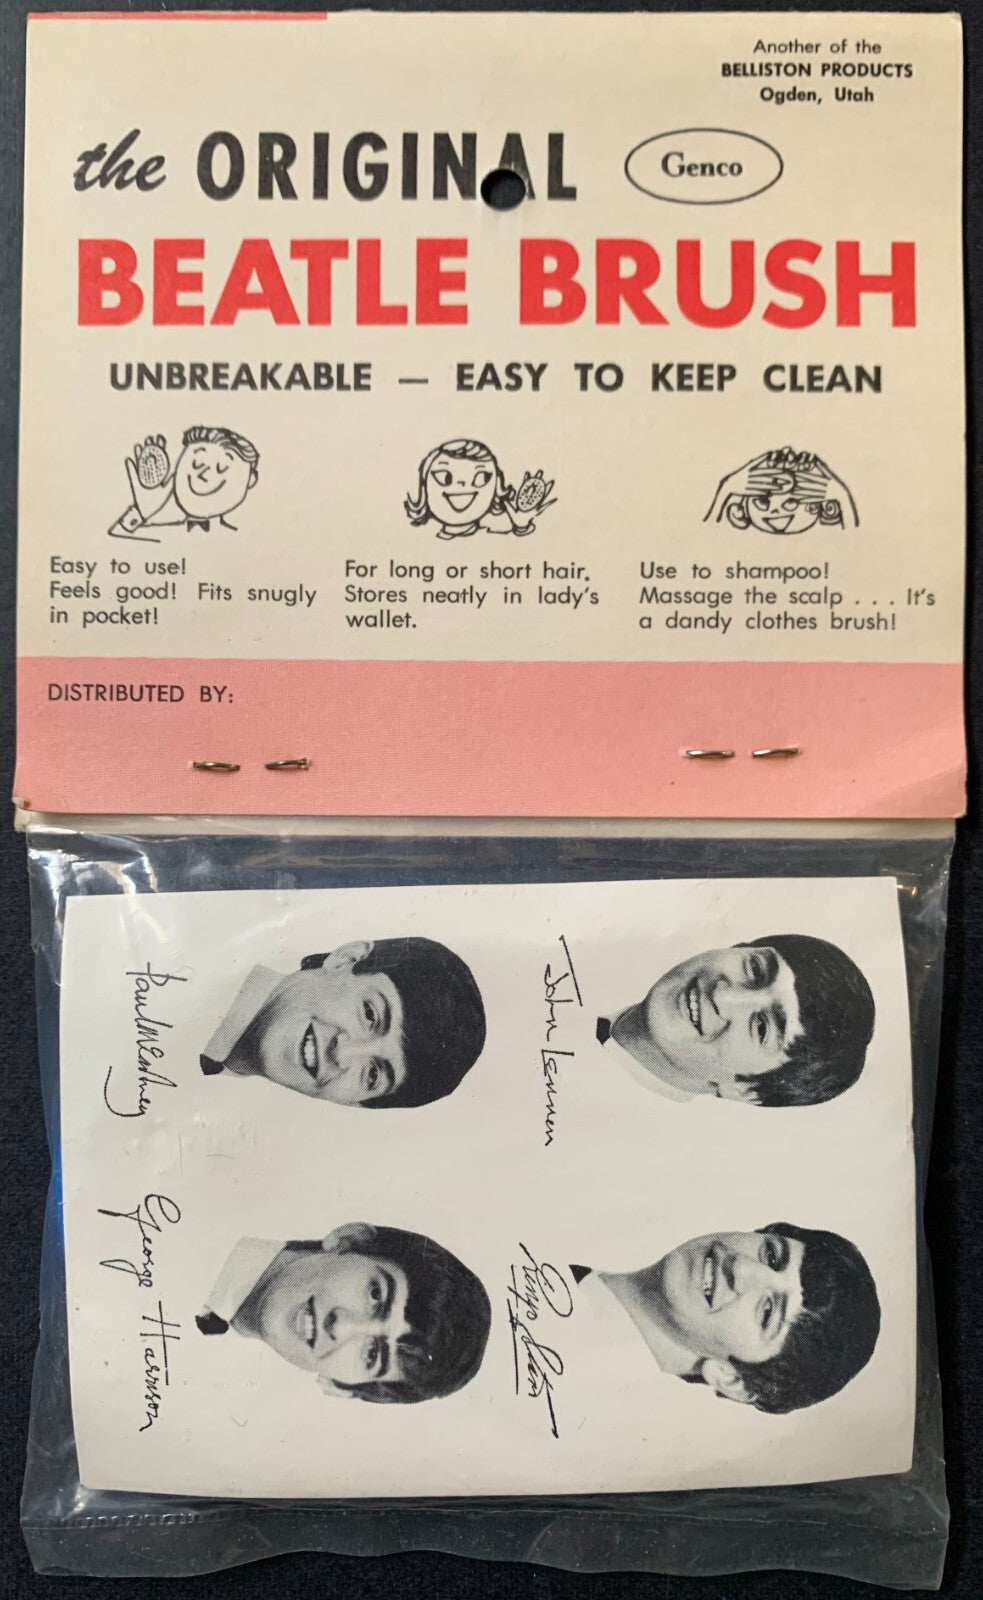 Another of the
BELLISTON PRODUCTS
Ogden, Utah
the ORIGINAL
Genco
BEATLE BRUSH
UNBREAKABLE — EASY TO KEEP CLEAN
Easy to use!
Feels good! Fits snugly
in pocket!
For long or short hair.
Stores neatly in lady's
wallet.
Use to shampoo!
Massage the scalp . . . It's
a dandy clothes brush!
DISTRIBUTED BY:
John Lennon
Paul McCartney
Ringo Starr
George Harrison